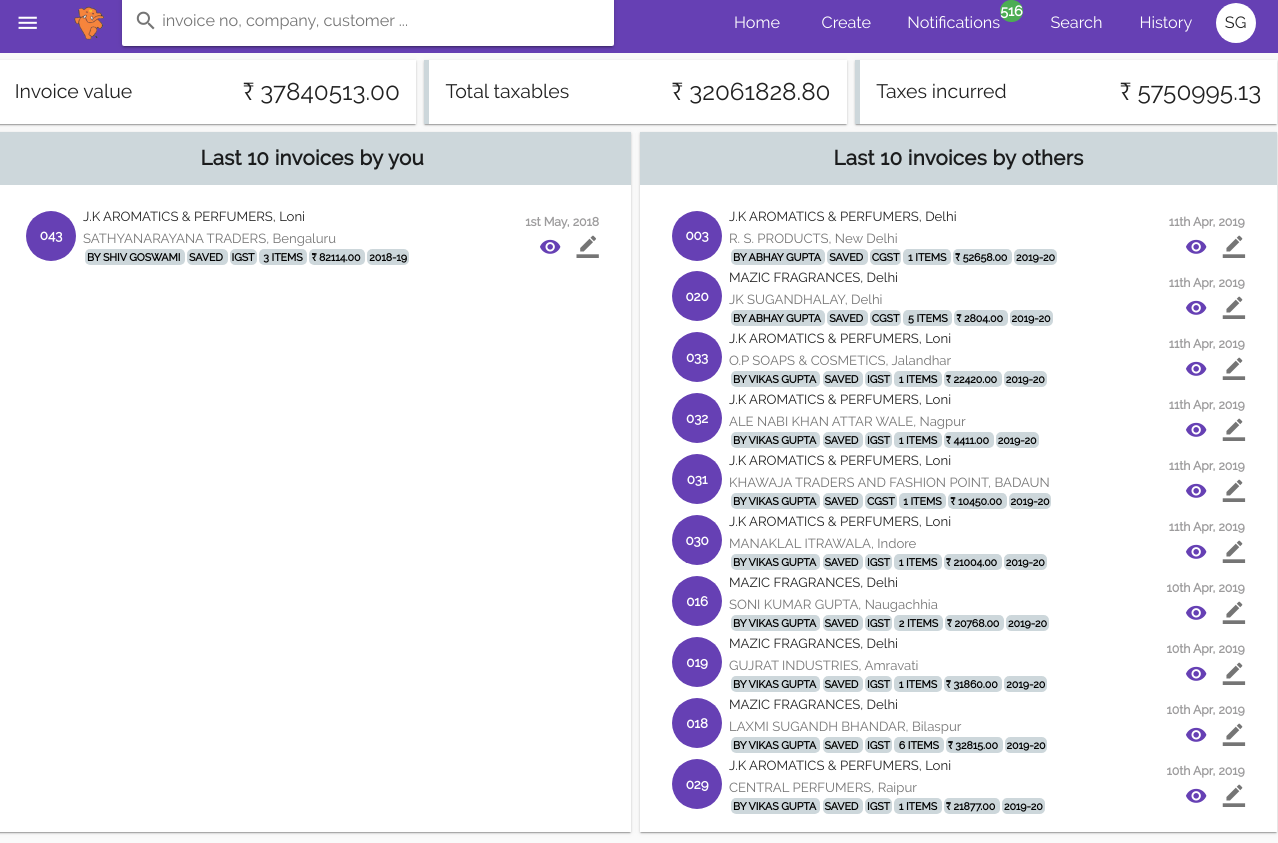 invoice no, company, customer ...
Home Create Notifications 516 Search History SG
Invoice value ₹ 37840513.00
Total taxables ₹ 32061828.80
Taxes incurred ₹ 5750995.13
Last 10 invoices by you
043
J.K AROMATICS & PERFUMERS, Loni
1st May, 2018
SATHYANARAYANA TRADERS, Bengaluru
BY SHIV GOSWAMI SAVED IGST 3 ITEMS ₹ 82114.00 2018-19
Last 10 invoices by others
003
J.K AROMATICS & PERFUMERS, Delhi
11th Apr, 2019
R. S. PRODUCTS, New Delhi
BY ABHAY GUPTA SAVED CGST 1 ITEMS ₹ 52658.00 2019-20
020
MAZIC FRAGRANCES, Delhi
11th Apr, 2019
JK SUGANDHALAY, Delhi
BY ABHAY GUPTA SAVED CGST 5 ITEMS ₹ 2804.00 2019-20
033
J.K AROMATICS & PERFUMERS, Loni
11th Apr, 2019
O.P SOAPS & COSMETICS, Jalandhar
BY VIKAS GUPTA SAVED IGST 1 ITEMS ₹ 22420.00 2019-20
032
J.K AROMATICS & PERFUMERS, Loni
11th Apr, 2019
ALE NABI KHAN ATTAR WALE, Nagpur
BY VIKAS GUPTA SAVED IGST 1 ITEMS ₹ 4411.00 2019-20
031
J.K AROMATICS & PERFUMERS, Loni
11th Apr, 2019
KHAWAJA TRADERS AND FASHION POINT, BADAUN
BY VIKAS GUPTA SAVED CGST 1 ITEMS ₹ 10450.00 2019-20
030
J.K AROMATICS & PERFUMERS, Loni
11th Apr, 2019
MANAKLAL ITRAWALA, Indore
BY VIKAS GUPTA SAVED IGST 1 ITEMS ₹ 21004.00 2019-20
016
MAZIC FRAGRANCES, Delhi
10th Apr, 2019
SONI KUMAR GUPTA, Naugachhia
BY VIKAS GUPTA SAVED IGST 2 ITEMS ₹ 20768.00 2019-20
019
MAZIC FRAGRANCES, Delhi
10th Apr, 2019
GUJRAT INDUSTRIES, Amravati
BY VIKAS GUPTA SAVED IGST 1 ITEMS ₹ 31860.00 2019-20
018
MAZIC FRAGRANCES, Delhi
10th Apr, 2019
LAXMI SUGANDH BHANDAR, Bilaspur
BY VIKAS GUPTA SAVED IGST 6 ITEMS ₹ 32815.00 2019-20
029
J.K AROMATICS & PERFUMERS, Loni
10th Apr, 2019
CENTRAL PERFUMERS, Raipur
BY VIKAS GUPTA SAVED IGST 1 ITEMS ₹ 21877.00 2019-20